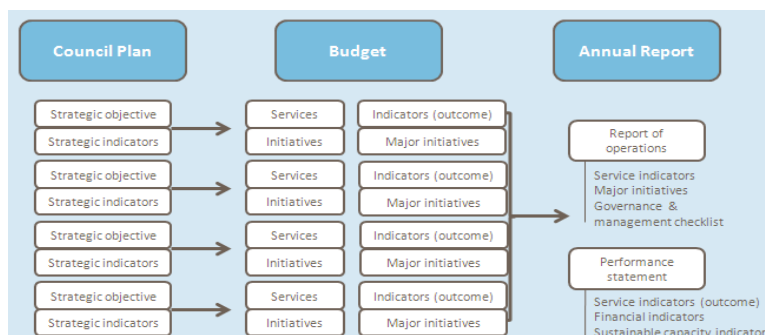 Council Plan
Budget
Annual Report
Strategic objective
Strategic indicators
Services
Initiatives
Indicators (outcome)
Major initiatives
Strategic objective
Strategic indicators
Services
Initiatives
Indicators (outcome)
Major initiatives
Strategic objective
Strategic indicators
Services
Initiatives
Indicators (outcome)
Major initiatives
Strategic objective
Strategic indicators
Services
Initiatives
Indicators (outcome)
Major initiatives
Report of
operations
Service indicators
Major initiatives
Governance &
management checklist
Performance
statement
Service indicators (outcome)
Financial indicators
Sustainable capacity indicator